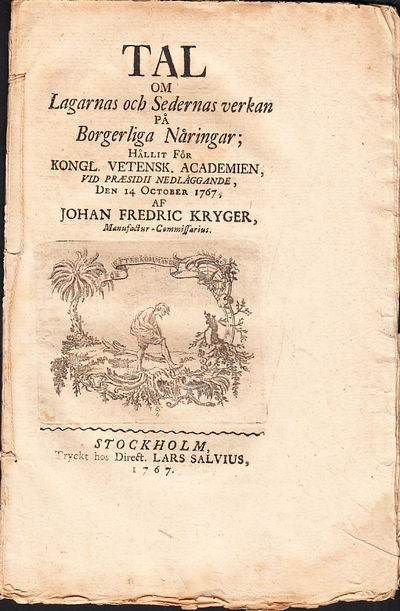 TAL
OM
Lagarnas och Sedernas verkan
PÅ
Borgerliga Näringar;
HÅLLIT FÖR
KONGL. VETENSK. ACADEMIEN,
VID PRÆSIDII NEDLÄGGANDE,
DEN 14 OCTOBER 1767,
AF
JOHAN FREDRIC KRYGER,
Manufactur-Commissarius.
EFTERKOMMANDE
STOCKHOLM,
Tryckt hos Direct. LARS SALVIUS,
1767.